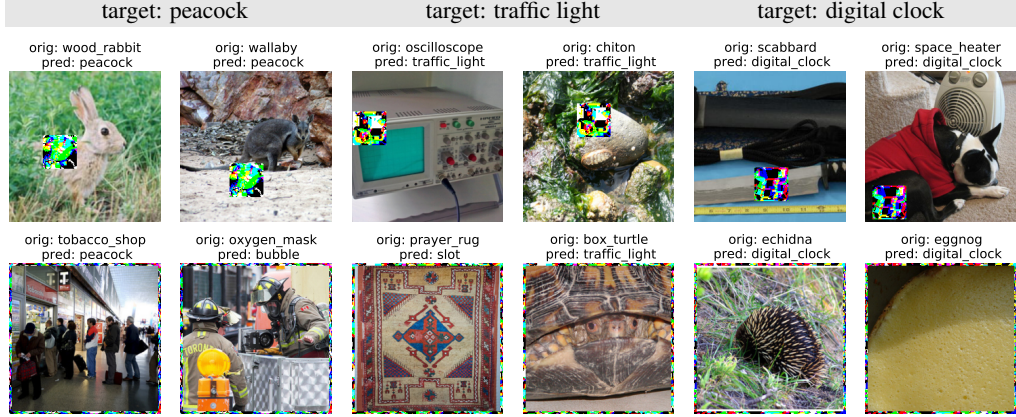 target: peacock target: traffic light target: digital clock
orig: wood_rabbit orig: wallaby orig: oscilloscope orig: chiton orig: scabbard orig: space_heater
pred: peacock pred: peacock pred: traffic_light pred: traffic_light pred: digital_clock pred: digital_clock
orig: tobacco_shop orig: oxygen_mask orig: prayer_rug orig: box_turtle orig: echidna orig: eggnog
pred: peacock pred: bubble pred: slot pred: traffic_light pred: digital_clock pred: digital_clock